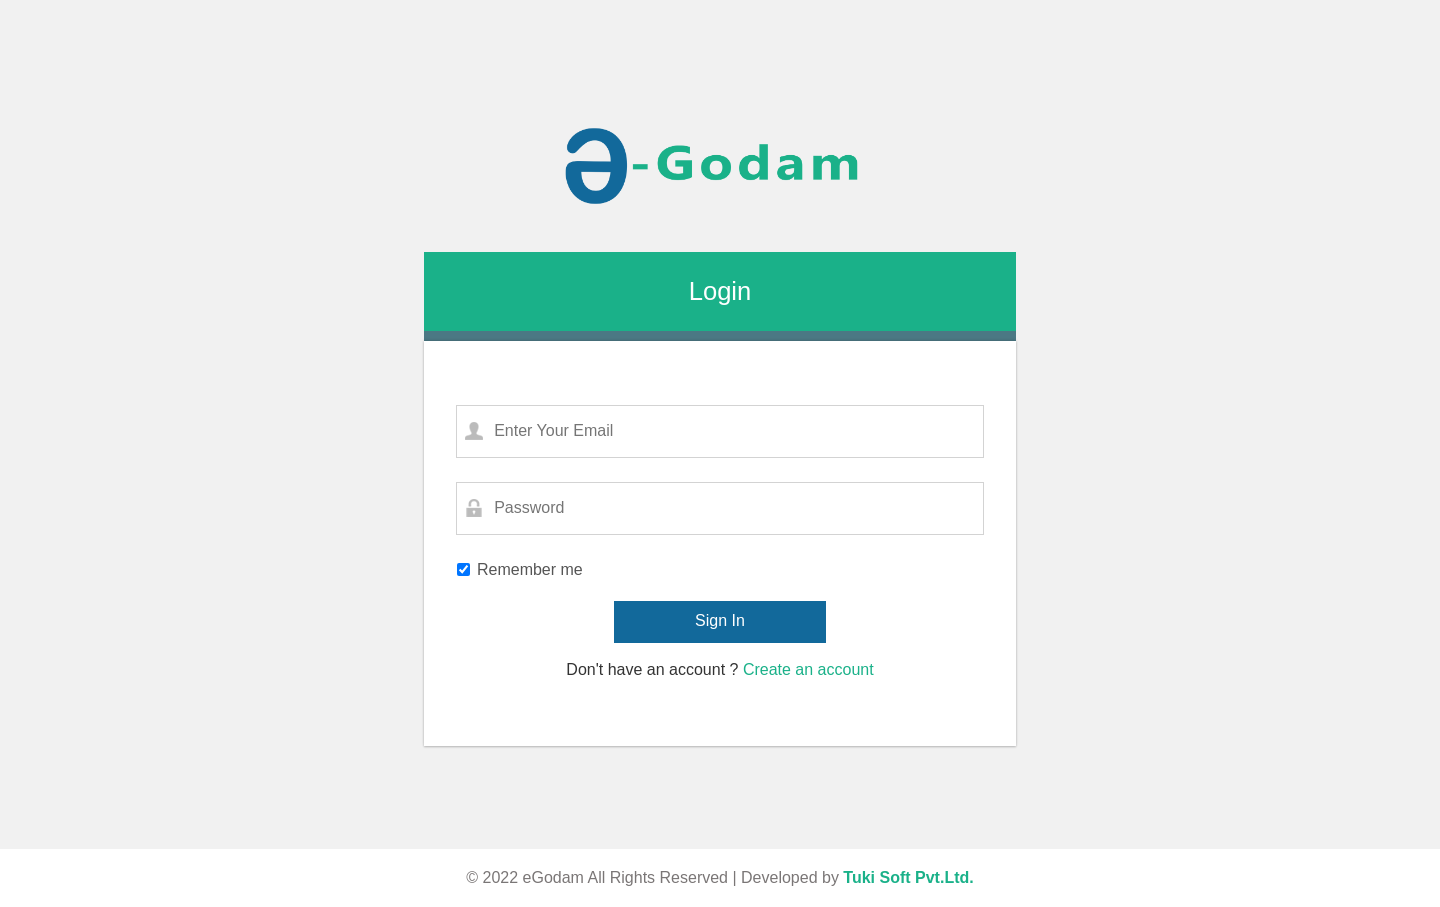 ə-Godam
Login
Enter Your Email
Password
Remember me
Sign In
Don't have an account ? Create an account
© 2022 eGodam All Rights Reserved | Developed by Tuki Soft Pvt.Ltd.